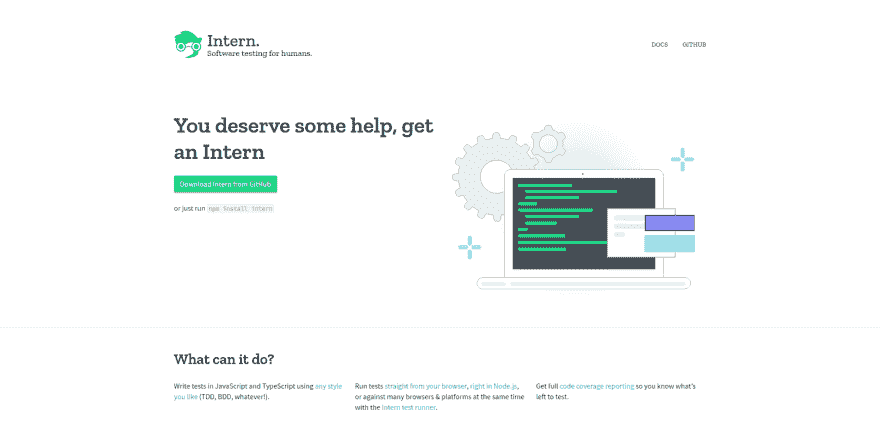 Intern.
Software testing for humans.
DOCS GITHUB
You deserve some help, get
an Intern
Download Intern from GitHub
or just run npm install intern
What can it do?
Write tests in JavaScript and TypeScript using any style
you like (TDD, BDD, whatever!).
Run tests straight from your browser, right in Node.js,
or against many browsers & platforms at the same time
with the Intern test runner.
Get full code coverage reporting so you know what's
left to test.